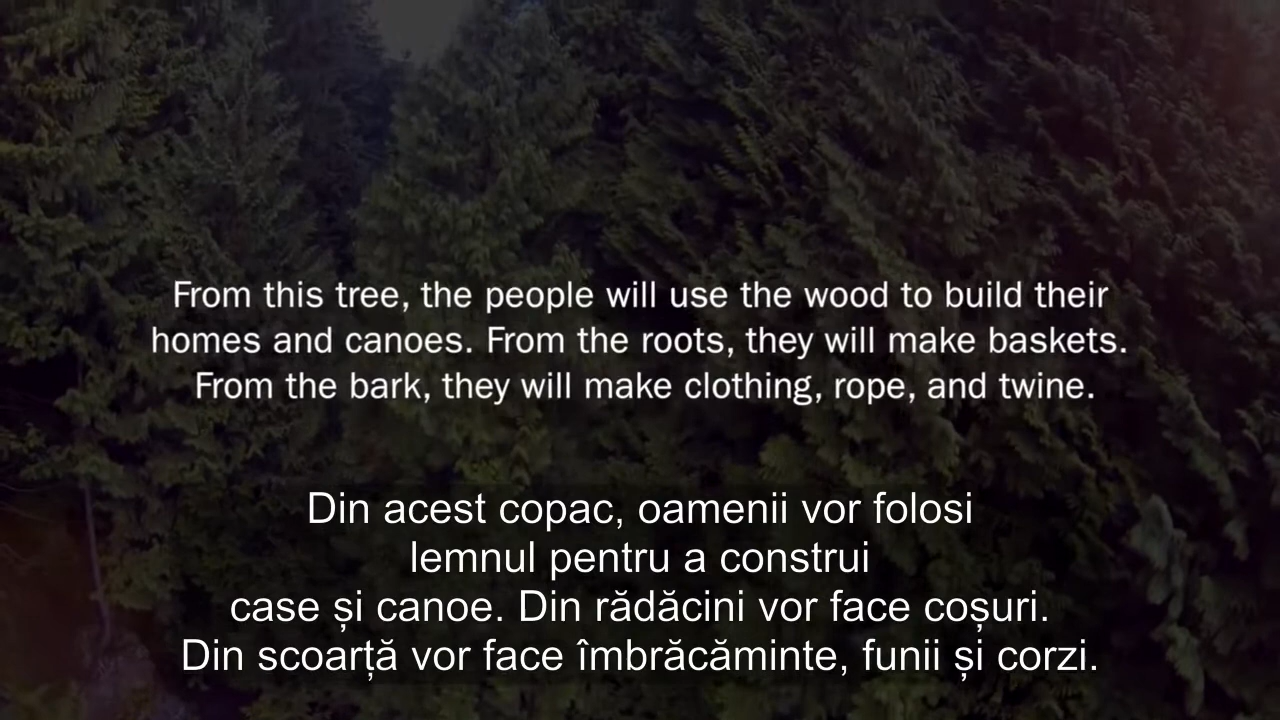 From this tree, the people will use the wood to build their
homes and canoes. From the roots, they will make baskets.
From the bark, they will make clothing, rope, and twine.
Din acest copac, oamenii vor folosi
lemnul pentru a construi
case și canoe. Din rădăcini vor face coșuri.
Din scoarță vor face îmbrăcăminte, funii și corzi.